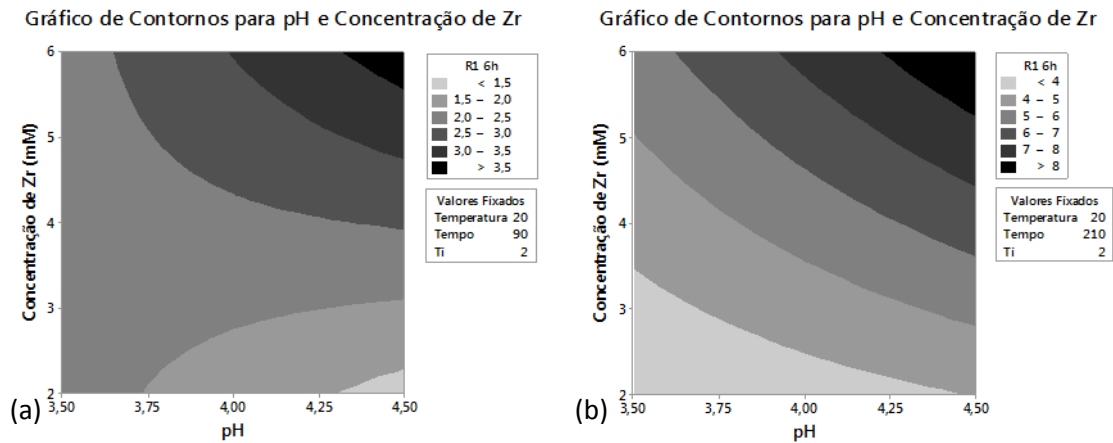 Gráfico de Contornos para pH e Concentração de Zr
6
5
4
3
2
Concentração de Zr (mM)
3,50
3,75
4,00
4,25
4,50
pH
(a)
R1 6h
< 1,5
1,5 – 2,0
2,0 – 2,5
2,5 – 3,0
3,0 – 3,5
> 3,5
Valores Fixados
Temperatura 20
Tempo 90
Ti 2
Gráfico de Contornos para pH e Concentração de Zr
6
5
4
3
2
Concentração de Zr (mM)
3,50
3,75
4,00
4,25
4,50
pH
(b)
R1 6h
< 4
4 – 5
5 – 6
6 – 7
7 – 8
> 8
Valores Fixados
Temperatura 20
Tempo 210
Ti 2